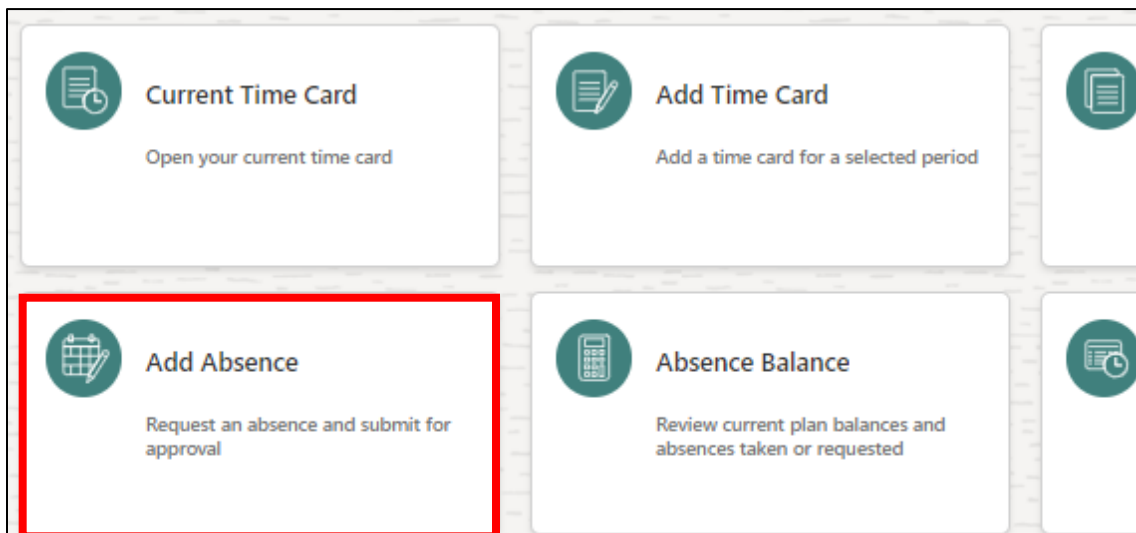 Current Time Card
Open your current time card
Add Time Card
Add a time card for a selected period
Add Absence
Request an absence and submit for
approval
Absence Balance
Review current plan balances and
absences taken or requested